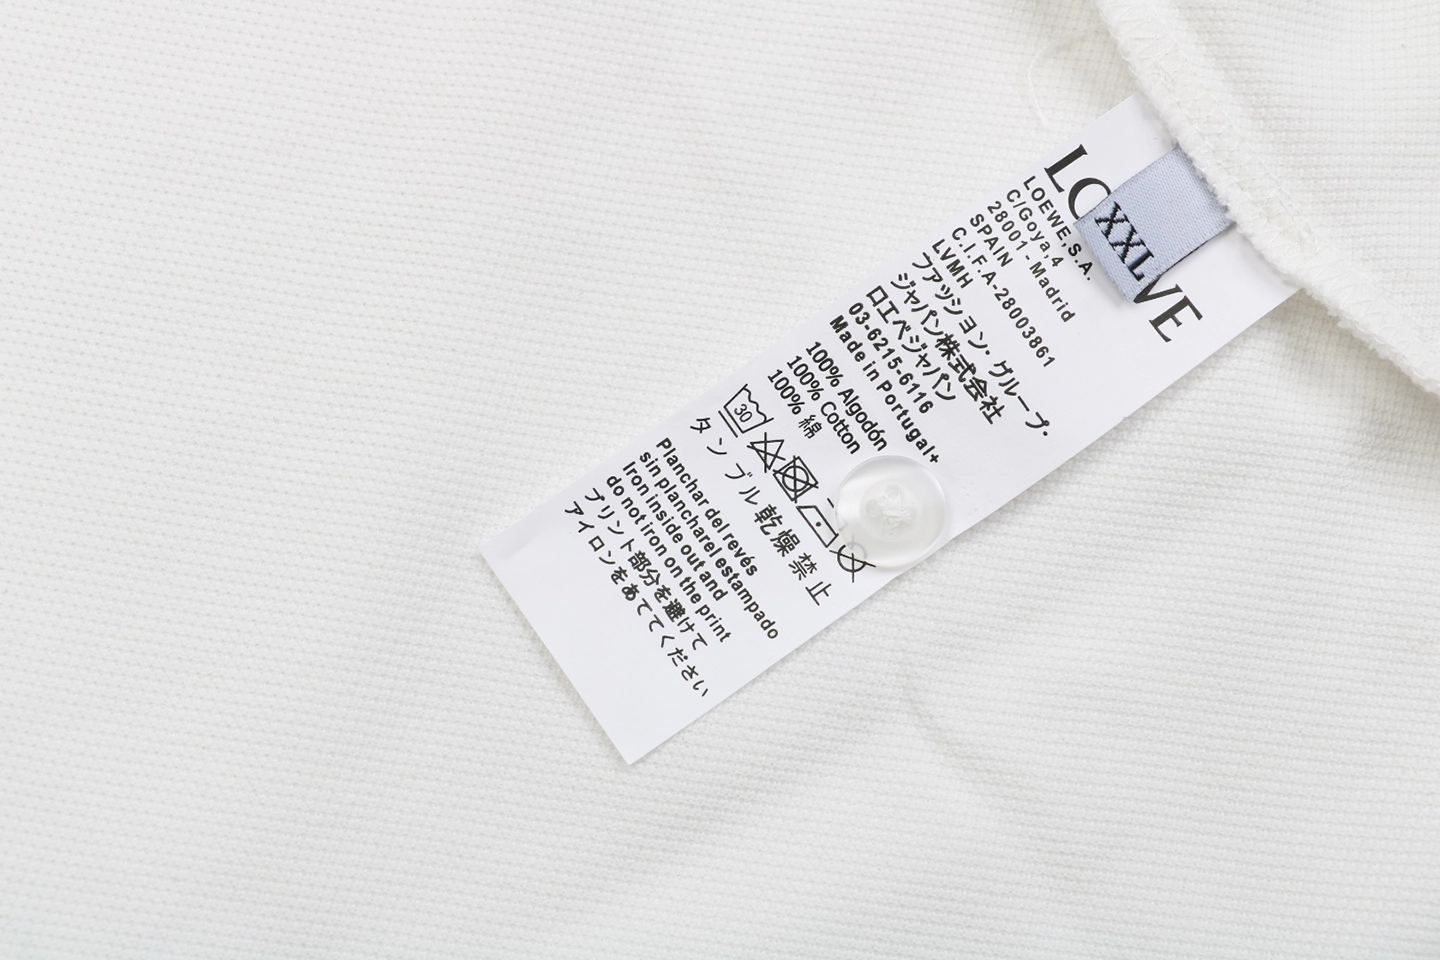 LOEWE
XXL
LOEWE,S.A.
C/Goya,4
28001-Madrid
SPAIN
C.I.F.A-28003861
LVMH
ファッション・グループ・
ジャパン株式会社
ロエベジャパン
03-6215-6116
Made in Portugal+
100% Algodón
100% Cotton
100% 綿
30
タンブル乾燥禁止
Planchar del revés
sin plancharel estampado
Iron inside out and
do not iron on the print
プリント部分を避けて
アイロンをあててください